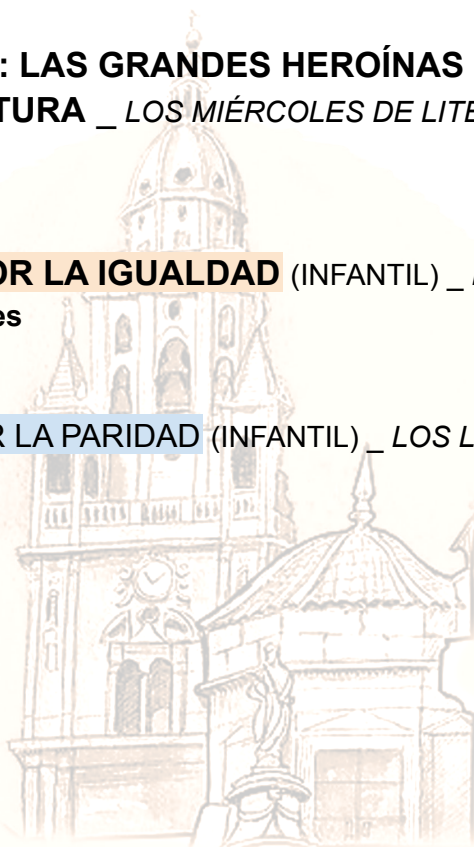 : LAS GRANDES HEROÍNAS
TURA _ LOS MIÉRCOLES DE LITE
OR LA IGUALDAD (INFANTIL) _
es
R LA PARIDAD (INFANTIL) _ LOS L